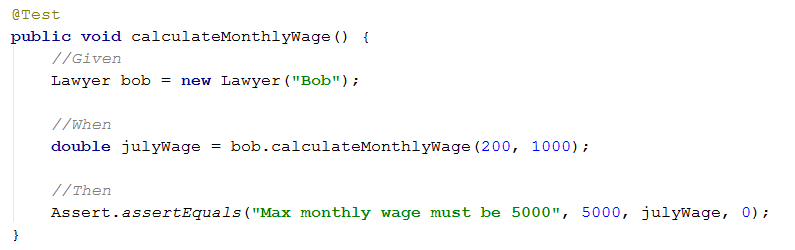 @Test
public void calculateMonthlyWage() {
//Given
Lawyer bob = new Lawyer("Bob");
//When
double julyWage = bob.calculateMonthlyWage(200, 1000);
//Then
Assert.assertEquals("Max monthly wage must be 5000", 5000, julyWage, 0);
}